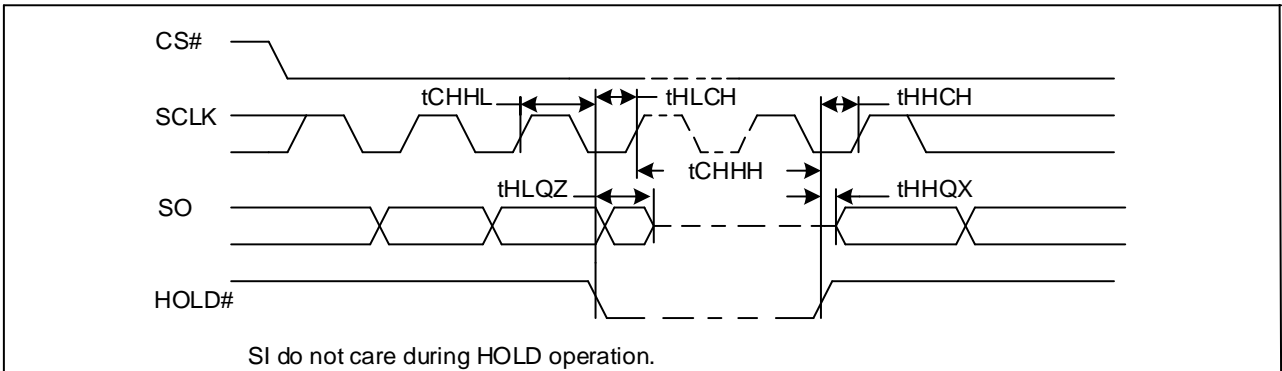 CS#
tCHHL
tHLCH
tHHCH
SCLK
tCHHH
tHLQZ
tHHQX
SO
HOLD#
SI do not care during HOLD operation.